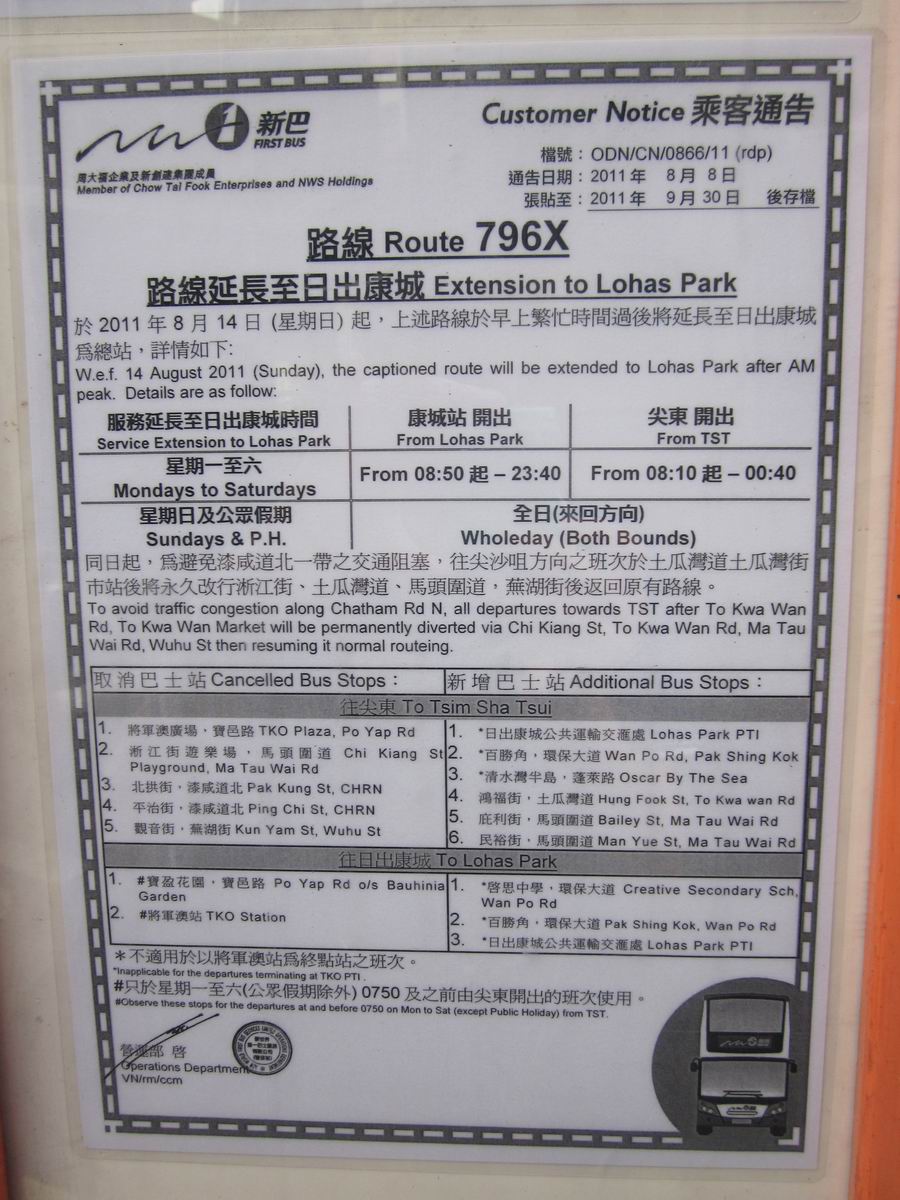 新巴
FIRST BUS
周大福企業及新創建集團成員
Member of Chow Tai Fook Enterprises and NWS Holdings
Customer Notice 乘客通告
檔號： ODN/CN/0866/11 (rdp)
通告日期： 2011 年 8 月 8 日
張貼至： 2011 年 9 月 30 日 後存檔
路線 Route 796X
路線延長至日出康城 Extension to Lohas Park
於 2011 年 8 月 14 日 (星期日) 起，上述路線於早上繁忙時間過後將延長至日出康城
為總站，詳情如下:
W.e.f. 14 August 2011 (Sunday), the captioned route will be extended to Lohas Park after AM
peak. Details are as follow:
服務延長至日出康城時間 康城站 開出 尖東 開出
Service Extension to Lohas Park From Lohas Park From TST
星期一至六
Mondays to Saturdays From 08:50 起 – 23:40 From 08:10 起 – 00:40
星期日及公眾假期 全日(來回方向)
Sundays & P.H. Wholeday (Both Bounds)
同日起，為避免漆咸道北一帶之交通阻塞，往尖沙咀方向之班次於土瓜灣道土瓜灣街
市站後將永久改行浙江街、土瓜灣道、馬頭圍道，蕪湖街後返回原有路線。
To avoid traffic congestion along Chatham Rd N, all departures towards TST after To Kwa Wan
Rd, To Kwa Wan Market will be permanently diverted via Chi Kiang St, To Kwa Wan Rd, Ma Tau
Wai Rd, Wuhu St then resuming it normal routeing.
取消巴士站 Cancelled Bus Stops： 新增巴士站 Additional Bus Stops：
往尖東 To Tsim Sha Tsui
1. 將軍澳廣場，寶邑路 TKO Plaza, Po Yap Rd
2. 浙江街遊樂場，馬頭圍道 Chi Kiang St
Playground, Ma Tau Wai Rd
3. 北拱街，漆咸道北 Pak Kung St, CHRN
4. 平治街，漆咸道北 Ping Chi St, CHRN
5. 觀音街，蕪湖街 Kun Yam St, Wuhu St
1. *日出康城公共運輸交滙處 Lohas Park PTI
2. *百勝角，環保大道 Wan Po Rd, Pak Shing Kok
3. *清水灣半島，蓬萊路 Oscar By The Sea
4. 鴻福街，土瓜灣道 Hung Fook St, To Kwa wan Rd
5. 庇利街，馬頭圍道 Bailey St, Ma Tau Wai Rd
6. 民裕街，馬頭圍道 Man Yue St, Ma Tau Wai Rd
往日出康城 To Lohas Park
1. #寶盈花園，寶邑路 Po Yap Rd o/s Bauhinia
Garden
2. #將軍澳站 TKO Station
1. *啓思中學，環保大道 Creative Secondary Sch,
Wan Po Rd
2. *百勝角，環保大道 Pak Shing Kok, Wan Po Rd
3. *日出康城公共運輸交滙處 Lohas Park PTI
＊不適用於以將軍澳站為終點站之班次。
*Inapplicable for the departures terminating at TKO PTI .
#只於星期一至六(公眾假期除外) 0750 及之前由尖東開出的班次使用。
#Observe these stops for the departures at and before 0750 on Mon to Sat (except Public Holiday) from TST.
營運部 啓
Operations Department
VN/rm/ccm
新巴